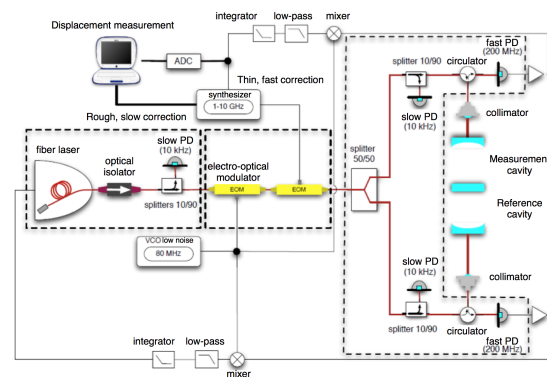 Displacement measurement
integrator
low-pass
mixer
ADC
Thin, fast correction
synthesizer
1-10 GHz
Rough, slow correction
fast PD
(200 MHz)
circulator
splitter 10/90
slow PD
(10 kHz)
collimator
fiber laser
optical
isolator
slow PD
(10 kHz)
splitters 10/90
electro-optical
modulator
EOM
EOM
splitter
50/50
Measurement
cavity
Reference
cavity
VCO low noise
80 MHz
slow PD
(10 kHz)
splitter 10/90
collimator
circulator
fast PD
(200 MHz)
integrator
low-pass
mixer